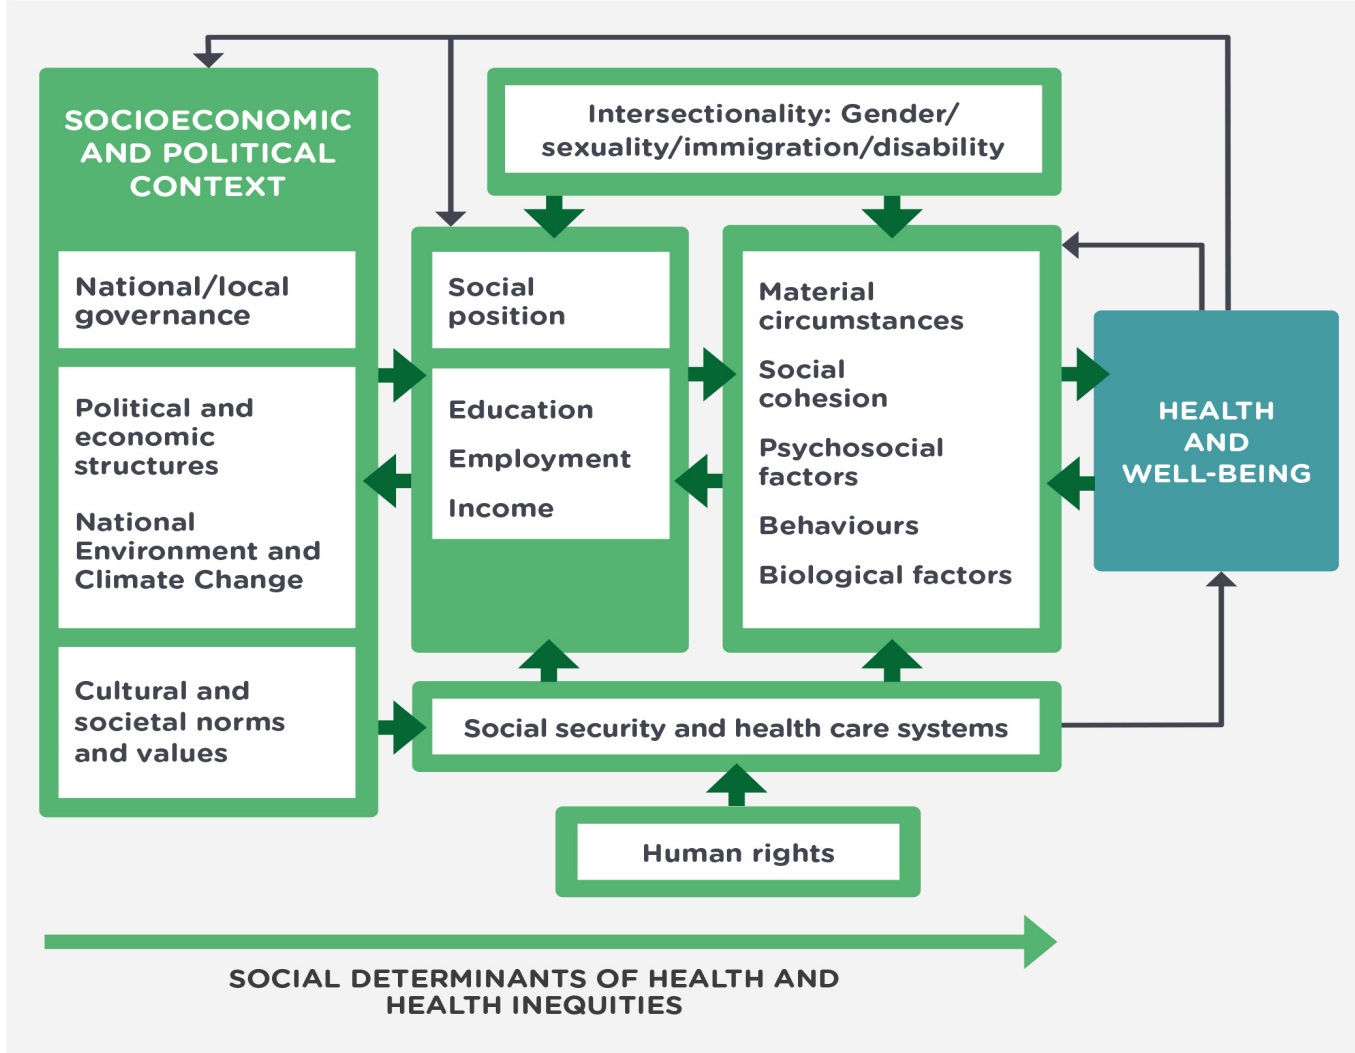 SOCIOECONOMIC
AND POLITICAL
CONTEXT
National/local
governance
Political and
economic
structures
National
Environment and
Climate Change
Cultural and
societal norms
and values
Intersectionality: Gender/
sexuality/immigration/disability
Social
position
Education
Employment
Income
Material
circumstances
Social
cohesion
Psychosocial
factors
Behaviours
Biological factors
HEALTH
AND
WELL-BEING
Social security and health care systems
Human rights
SOCIAL DETERMINANTS OF HEALTH AND
HEALTH INEQUITIES